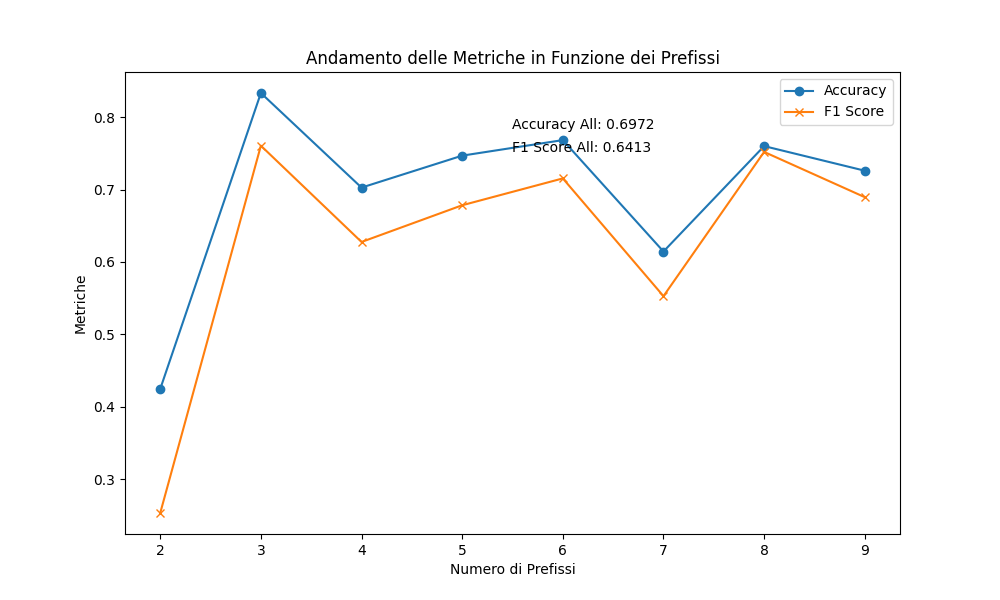 Andamento delle Metriche in Funzione dei Prefissi
Accuracy
F1 Score
Accuracy All: 0.6972
F1 Score All: 0.6413
Metriche
0.8
0.7
0.6
0.5
0.4
0.3
2 3 4 5 6 7 8 9
Numero di Prefissi